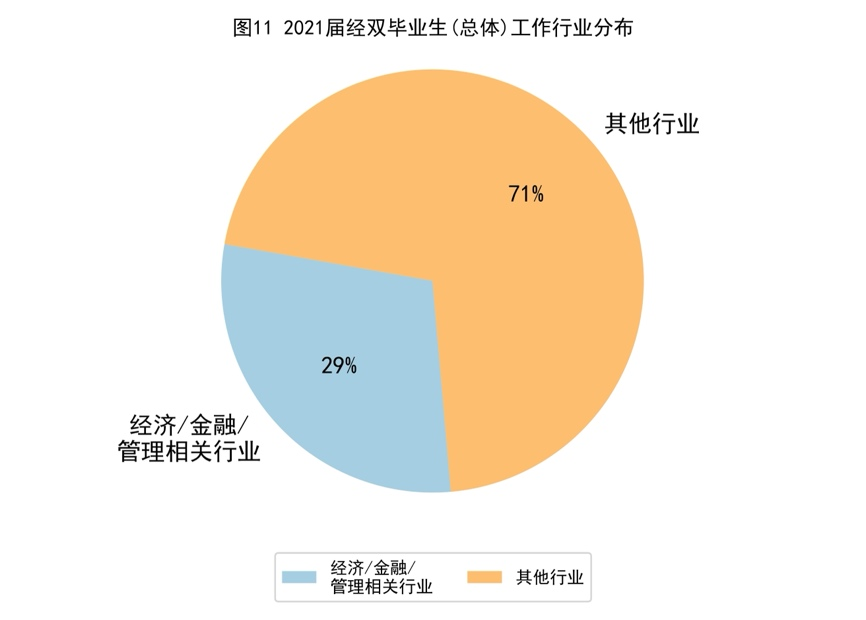 图11 2021届经双毕业生(总体)工作行业分布
其他行业
71%
29%
经济/金融/
管理相关行业
经济/金融/
管理相关行业
其他行业